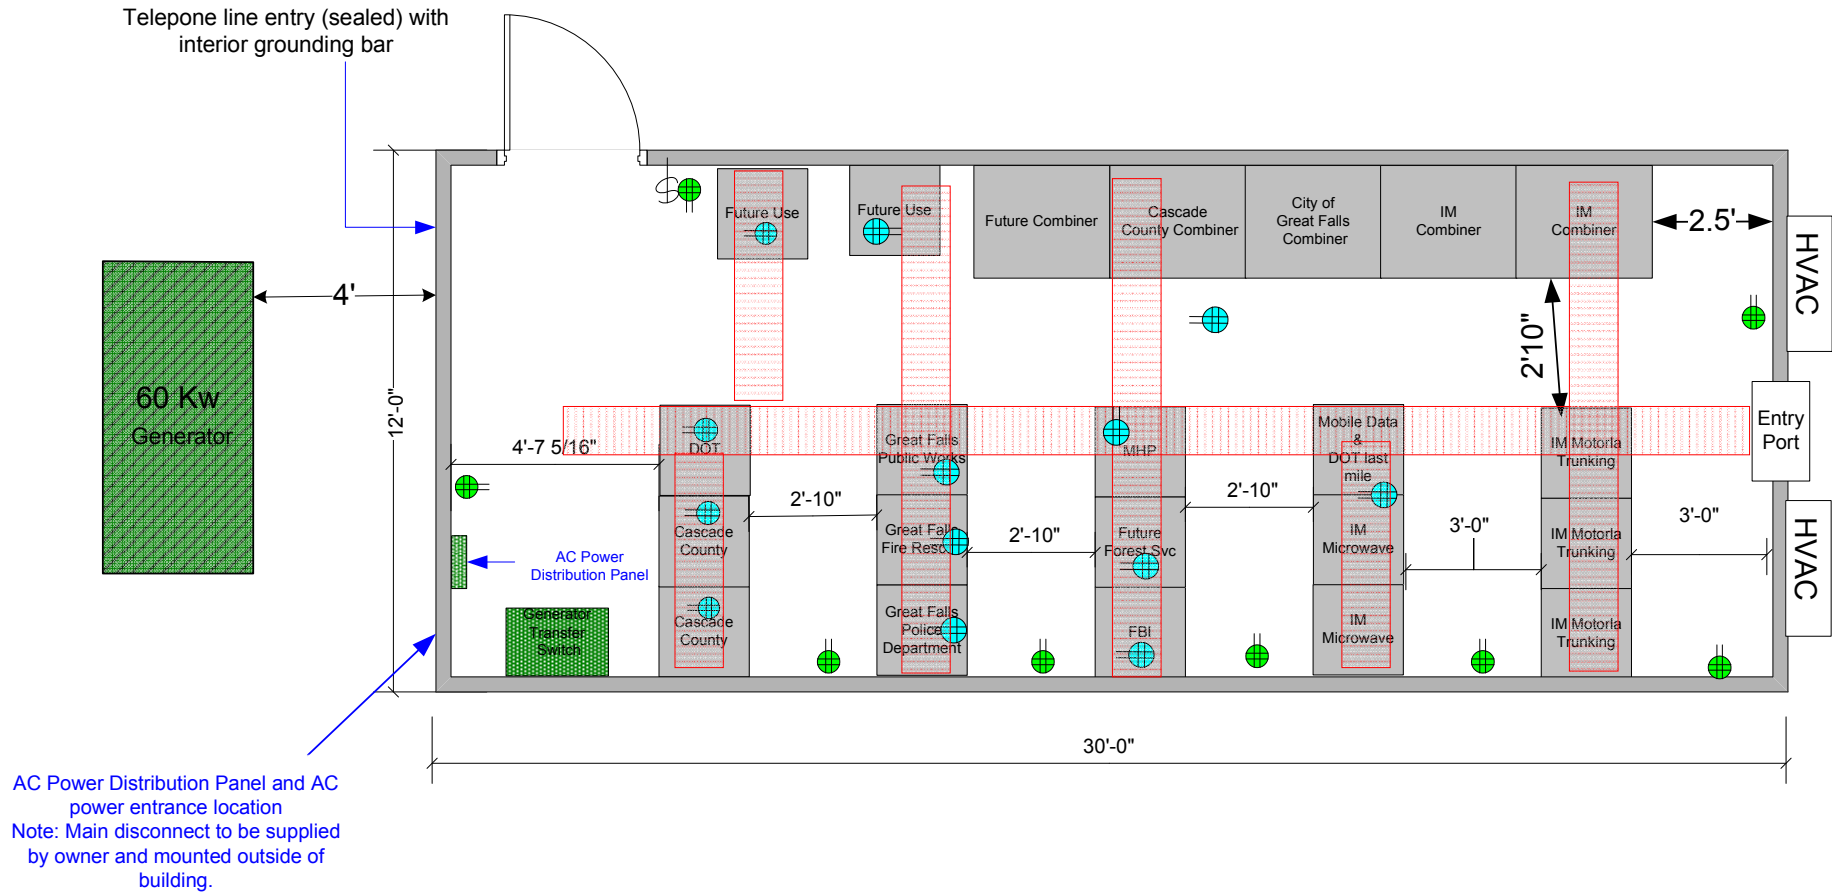 Telepone line entry (sealed) with
interior grounding bar
Future Use
Future Use
Future Combiner
Cascade
County Combiner
City of
Great Falls
Combiner
IM
Combiner
IM
Combiner
2.5'
HVAC
4'
2'10"
60 Kw
Generator
12'-0"
4'-7 5/16"
DOT
Great Falls
Public Works
MHP
Mobile Data
&
DOT last
mile
IM Motorla
Trunking
Entry
Port
2'-10"
2'-10"
2'-10"
3'-0"
3'-0"
Cascade
County
Great Falls
Fire Rescue
Future
Forest Svc
IM
Microwave
IM Motorla
Trunking
HVAC
AC Power
Distribution Panel
Generator
Transfer
Switch
Cascade
County
Great Falls
Police
Department
FBI
IM
Microwave
IM Motorla
Trunking
30'-0"
AC Power Distribution Panel and AC
power entrance location
Note: Main disconnect to be supplied
by owner and mounted outside of
building.